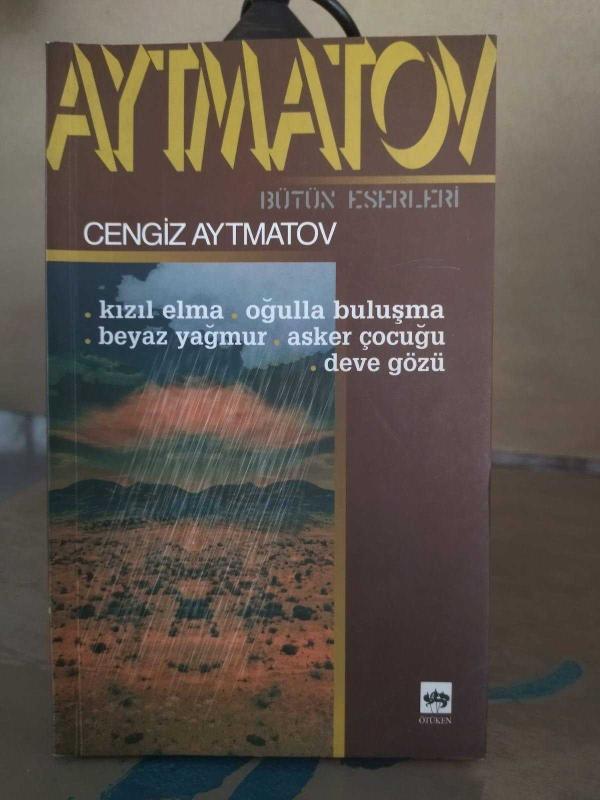 AYTMATOV
BÜTÜN ESERLERİ
CENGİZ AYTMATOV
. kızıl elma . oğulla buluşma
. beyaz yağmur . asker çocuğu
. deve gözü
ÖTÜKEN